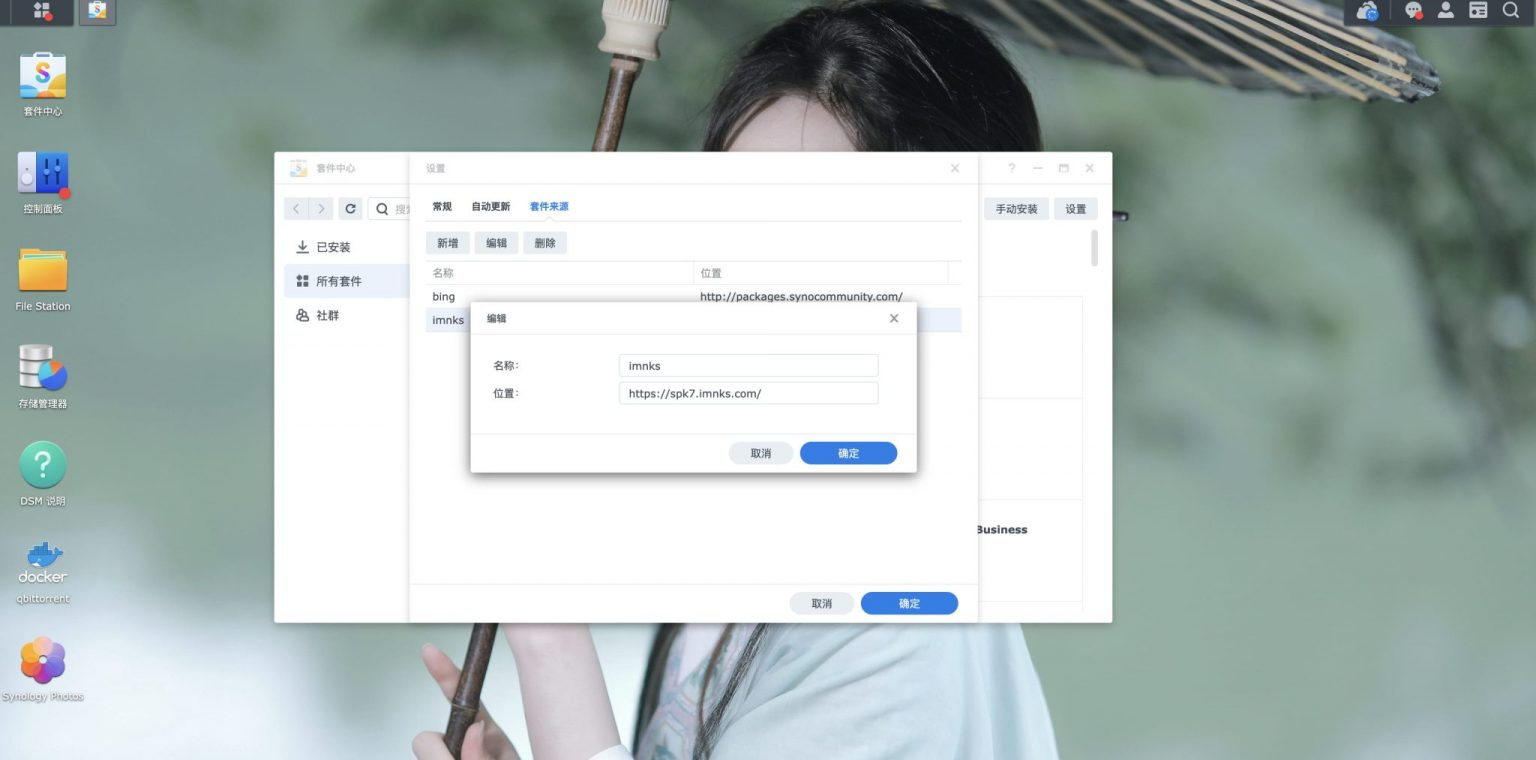 套件中心
控制面板
File Station
存储管理器
DSM 说明
docker
qbittorrent
Synology Photos
套件中心
设置
手动安装
设置
已安装
所有套件
社群
常规
自动更新
套件来源
新增
编辑
删除
名称
位置
bing
http://packages.synocommunity.com/
imnks
编辑
名称:
imnks
位置:
https://spk7.imnks.com/
取消
确定
Business
取消
确定